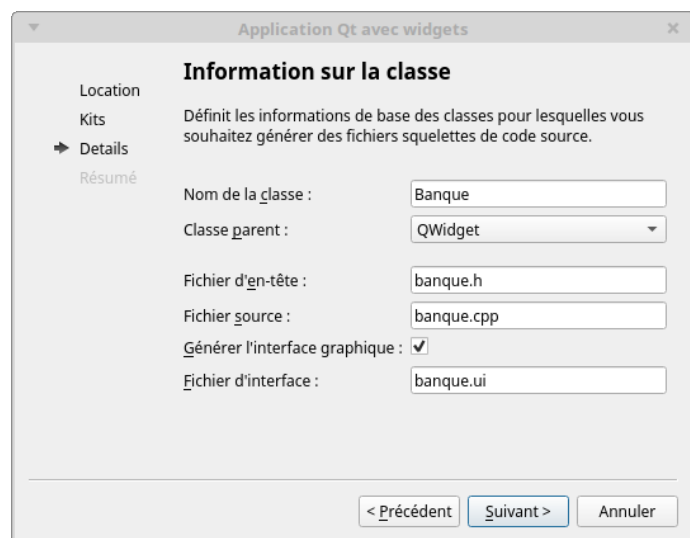 Application Qt avec widgets
Location
Kits
Details
Résumé
Information sur la classe
Définit les informations de base des classes pour lesquelles vous
souhaitez générer des fichiers squelettes de code source.
Nom de la classe : Banque
Classe parent : QWidget
Fichier d'en-tête : banque.h
Fichier source : banque.cpp
Générer l'interface graphique :
Fichier d'interface : banque.ui
< Précédent Suivant > Annuler